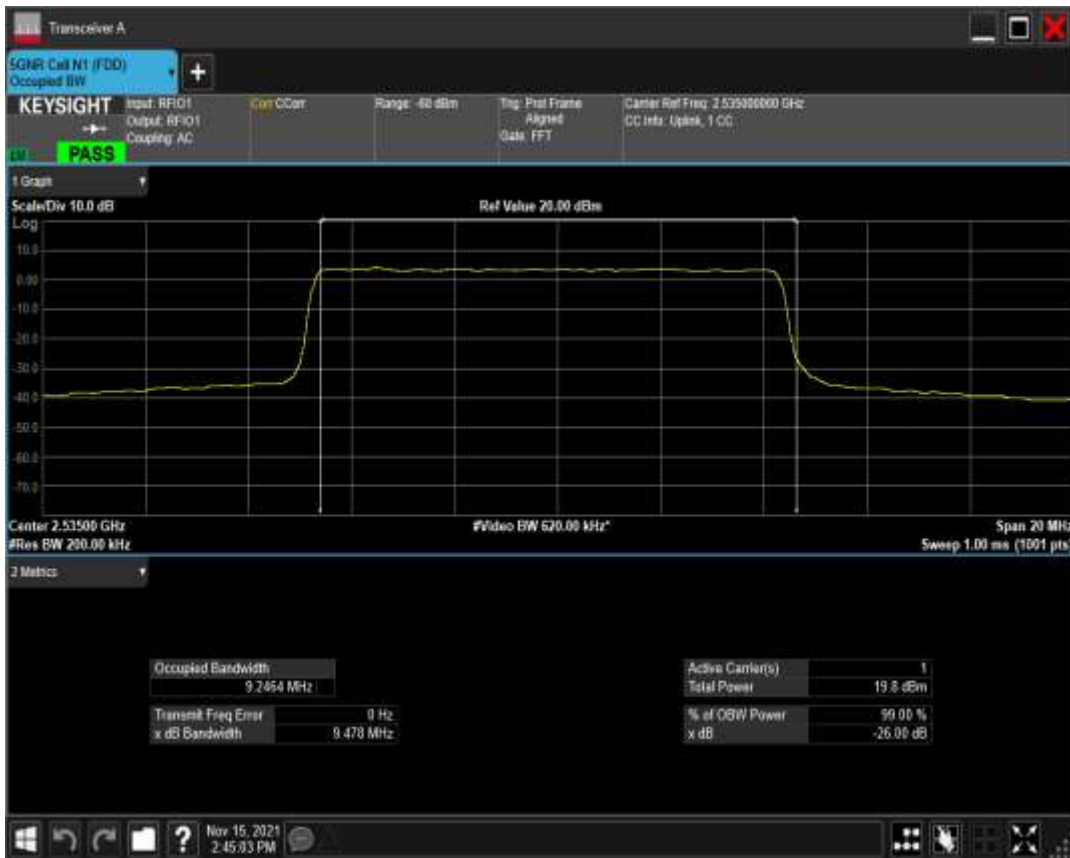 Transceiver A
5GNR Cell N1 (FDD)
Occupied BW
+
KEYSIGHT
Input: RFIO1
Output: RFIO1
Coupling: AC
Corr CCorr
Range: -60 dBm
Trig: Prot Frame
Aligned
Gate: FFT
Carrier Ref Freq: 2.535000000 GHz
CC Info: Uplink, 1 CC
PASS
1 Graph
Scale/Div 10.0 dB
Ref Value 20.00 dBm
Log
10.0
0.00
-10.0
-20.0
-30.0
-40.0
-50.0
-60.0
-70.0
Center 2.53500 GHz
#Video BW 620.00 kHz*
Span 20 MHz
#Res BW 200.00 kHz
Sweep 1.00 ms (1001 pts)
2 Metrics
Occupied Bandwidth
9.2464 MHz
Transmit Freq Error 0 Hz
x dB Bandwidth 9.478 MHz
Active Carrier(s) 1
Total Power 19.8 dBm
% of OBW Power 99.00 %
x dB -26.00 dB
?
Nov 15, 2021
2:45:03 PM